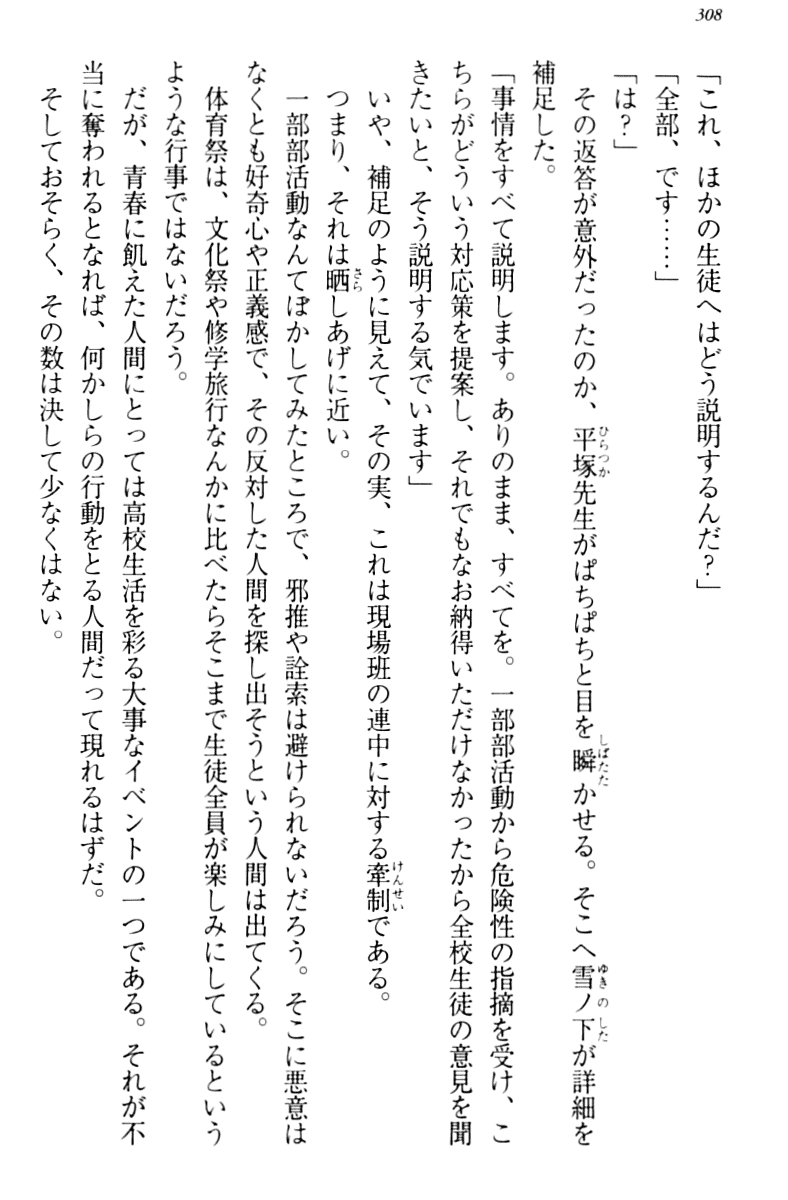 308
「これ、ほかの生徒へはどう説明するんだ？」
「全部、です……」
「は？」
その返答が意外だったのか、平塚先生がぱちぱちと目を瞬かせる。そこへ雪ノ下が詳細を
補足した。
「事情をすべて説明します。ありのまま、すべてを。一部部活動から危険性の指摘を受け、こ
ちらがどういう対応策を提案し、それでもなお納得いただけなかったから全校生徒の意見を聞
きたいと、そう説明する気でいます」
いや、補足のように見えて、その実、これは現場班の連中に対する牽制である。
つまり、それは晒しあげに近い。
一部部活動なんてぼかしてみたところで、邪推や詮索は避けられないだろう。そこに悪意は
なくとも好奇心や正義感で、その反対した人間を探し出そうという人間は出てくる。
体育祭は、文化祭や修学旅行なんかに比べたらそこまで生徒全員が楽しみにしているという
ような行事ではないだろう。
だが、青春に飢えた人間にとっては高校生活を彩る大事なイベントの一つである。それが不
当に奪われるとなれば、何かしらの行動をとる人間だって現れるはずだ。
そしておそらく、その数は決して少なくはない。